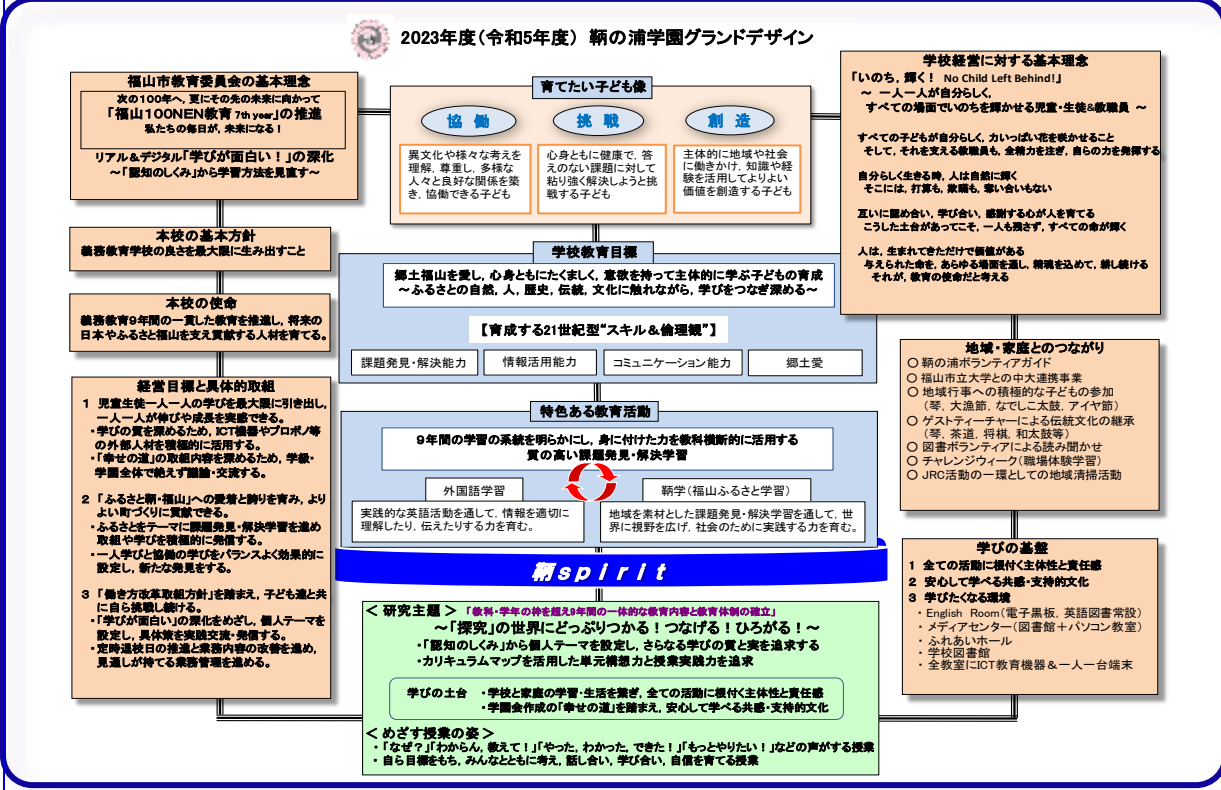 2023年度(令和5年度) 鞆の浦学園グランドデザイン
福山市教育委員会の基本理念
次の100年へ,更にその先の未来に向かって
「福山100NEN教育 7th year」の推進
私たちの毎日が,未来になる!
リアル&デジタル「学びが面白い!」の深化
~「認知のしくみ」から学習方法を見直す~
本校の基本方針
義務教育学校の良さを最大限に生み出すこと
本校の使命
義務教育9年間の一貫した教育を推進し,将来の
日本やふるさと福山を支え貢献する人材を育てる。
経営目標と具体的取組
1 児童生徒一人一人の学びを最大限に引き出し,
一人一人が伸びや成長を実感できる。
・学びの質を深めるため,ICT機器やプロボノ等
の外部人材を積極的に活用する。
・「幸せの道」の取組内容を深めるため,学級・
学園全体で絶えず議論・交流する。
2 「ふるさと鞆・福山」への愛着と誇りを育み,より
よい町づくりに貢献できる。
・ふるさとをテーマに課題発見・解決学習を進め
取組や学びを積極的に発信する。
・一人学びと協働の学びをバランスよく効果的に
設定し,新たな発見をする。
3 「働き方改革取組方針」を踏まえ,子ども達と共
に自ら挑戦し続ける。
・「学びが面白い」の深化をめざし,個人テーマを
設定し,具体策を実践交流・発信する。
・定時退校日の推進と業務内容の改善を進め,
見通しが持てる業務管理を進める。
育てたい子ども像
協働
挑戦
創造
異文化や様々な考えを
理解,尊重し,多様な
人々と良好な関係を築
き,協働できる子ども
心身ともに健康で,答
えのない課題に対して
粘り強く解決しようと挑
戦する子ども
主体的に地域や社会
に働きかけ,知識や経
験を活用してよりよい
価値を創造する子ども
学校教育目標
郷土福山を愛し,心身ともにたくましく,意欲を持って主体的に学ぶ子どもの育成
~ふるさとの自然,人,歴史,伝統,文化に触れながら,学びをつなぎ深める~
【育成する21世紀型“スキル&倫理観”】
課題発見・解決能力
情報活用能力
コミュニケーション能力
郷土愛
特色ある教育活動
9年間の学習の系統を明らかにし,身に付けた力を教科横断的に活用する
質の高い課題発見・解決学習
外国語学習
実践的な英語活動を通して,情報を適切に
理解したり,伝えたりする力を育む。
鞆学(福山ふるさと学習)
地域を素材とした課題発見・解決学習を通して,世
界に視野を広げ,社会のために実践する力を育む。
鞆spirit
<研究主題>「教科・学年の枠を超え9年間の一体的な教育内容と教育体制の確立」
~「探究」の世界にどっぷりつかる!つなげる!ひろがる!~
・「認知のしくみ」から個人テーマを設定し,さらなる学びの質と実を追求する
・カリキュラムマップを活用した単元構想力と授業実践力を追求
学びの土台 ・学校と家庭の学習・生活を繋ぎ,全ての活動に根付く主体性と責任感
・学園会作成の「幸せの道」を踏まえ,安心して学べる共感・支持的文化
<めざす授業の姿>
・「なぜ?」「わからん,教えて!」「やった,わかった,できた!」「もっとやりたい!」などの声がする授業
・自ら目標をもち,みんなとともに考え,話し合い,学び合い,自信を育てる授業
学校経営に対する基本理念
「いのち,輝く! No Child Left Behind!」
~ 一人一人が自分らしく,
すべての場面でいのちを輝かせる児童・生徒&教職員 ~
すべての子どもが自分らしく,力いっぱい花を咲かせること
そして,それを支える教職員も,全精力を注ぎ,自らの力を発揮する
自分らしく生きる時,人は自然に輝く
そこには,打算も,欺瞞も,奪い合いもない
互いに認め合い,学び合い,感謝する心が人を育てる
こうした土台があってこそ,一人も残さず,すべての命が輝く
人は,生まれてきただけで価値がある
与えられた命を,あらゆる場面を通し,精魂を込めて,耕し続ける
それが,教育の使命だと考える
地域・家庭とのつながり
○ 鞆の浦ボランティアガイド
○ 福山市立大学との中大連携事業
○ 地域行事への積極的な子どもの参加
(琴,大漁節,なでしこ太鼓,アイヤ節)
○ ゲストティーチャーによる伝統文化の継承
(琴,茶道,将棋,和太鼓等)
○ 図書ボランティアによる読み聞かせ
○ チャレンジウィーク(職場体験学習)
○ JRC活動の一環としての地域清掃活動
学びの基盤
1 全ての活動に根付く主体性と責任感
2 安心して学べる共感・支持的文化
3 学びたくなる環境
・English Room(電子黒板,英語図書常設)
・メディアセンター(図書館+パソコン教室)
・ふれあいホール
・学校図書館
・全教室にICT教育機器&一人一台端末